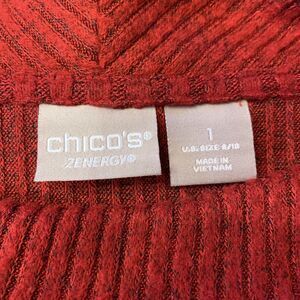 chico's®
ZENERGY®
1
U.S. SIZE: 8/10
MADE IN
VIETNAM